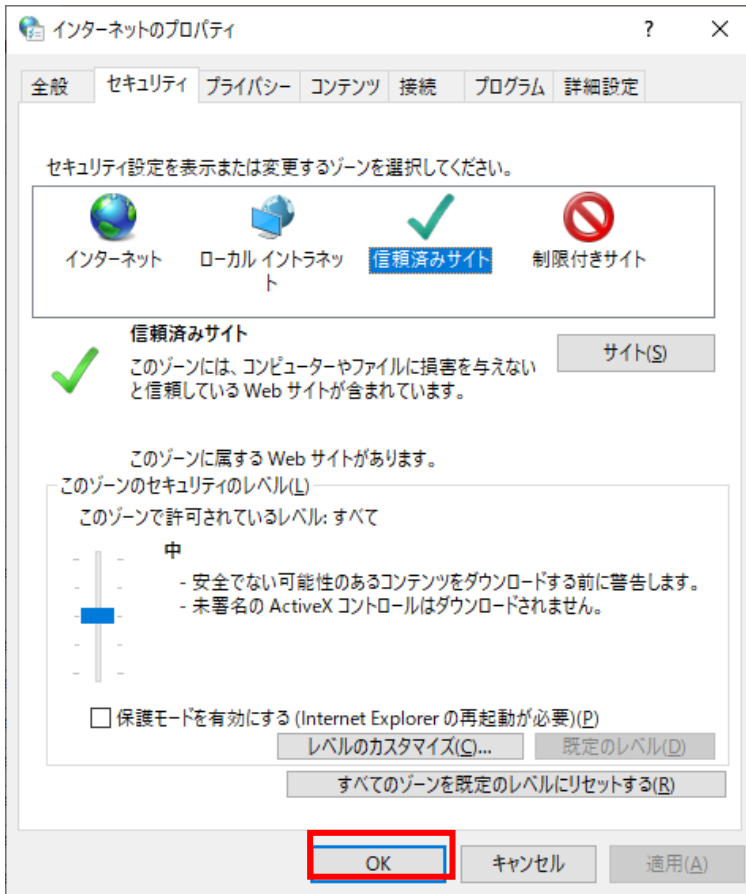 インターネットのプロパティ ? ×
全般 セキュリティ プライバシー コンテンツ 接続 プログラム 詳細設定
セキュリティ設定を表示または変更するゾーンを選択してください。
インターネット
ローカル イントラネッ
ト
信頼済みサイト
制限付きサイト
信頼済みサイト
このゾーンには、コンピューターやファイルに損害を与えない
と信頼している Web サイトが含まれています。
サイト(S)
このゾーンに属する Web サイトがあります。
このゾーンのセキュリティのレベル(L)
このゾーンで許可されているレベル: すべて
中
- 安全でない可能性のあるコンテンツをダウンロードする前に警告します。
- 未署名の ActiveX コントロールはダウンロードされません。
保護モードを有効にする (Internet Explorer の再起動が必要)(P)
レベルのカスタマイズ(C)... 既定のレベル(D)
すべてのゾーンを既定のレベルにリセットする(R)
OK キャンセル 適用(A)